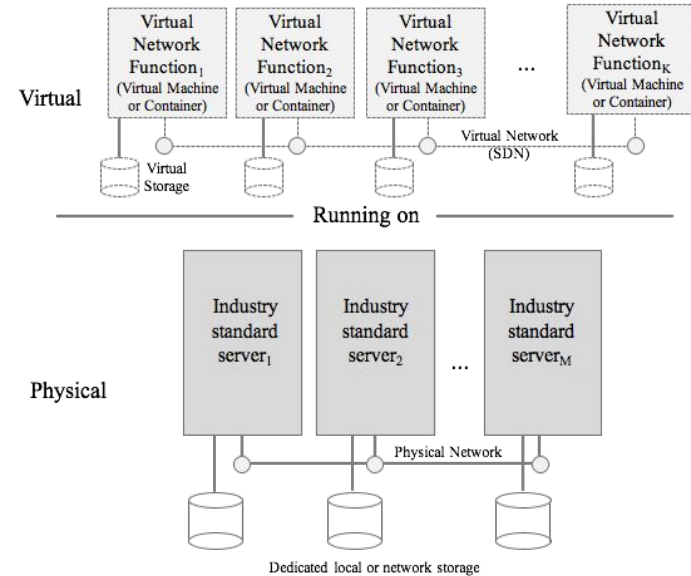 Virtual
Network
Function₁
(Virtual Machine
or Container)
Virtual
Network
Function₂
(Virtual Machine
or Container)
Virtual
Network
Function₃
(Virtual Machine
or Container)
...
Virtual
Network
Functionₖ
(Virtual Machine
or Container)
Virtual
Virtual Network
(SDN)
Virtual
Storage
Running on
Industry
standard
server₁
Industry
standard
server₂
...
Industry
standard
serverM
Physical
Physical Network
Dedicated local or network storage